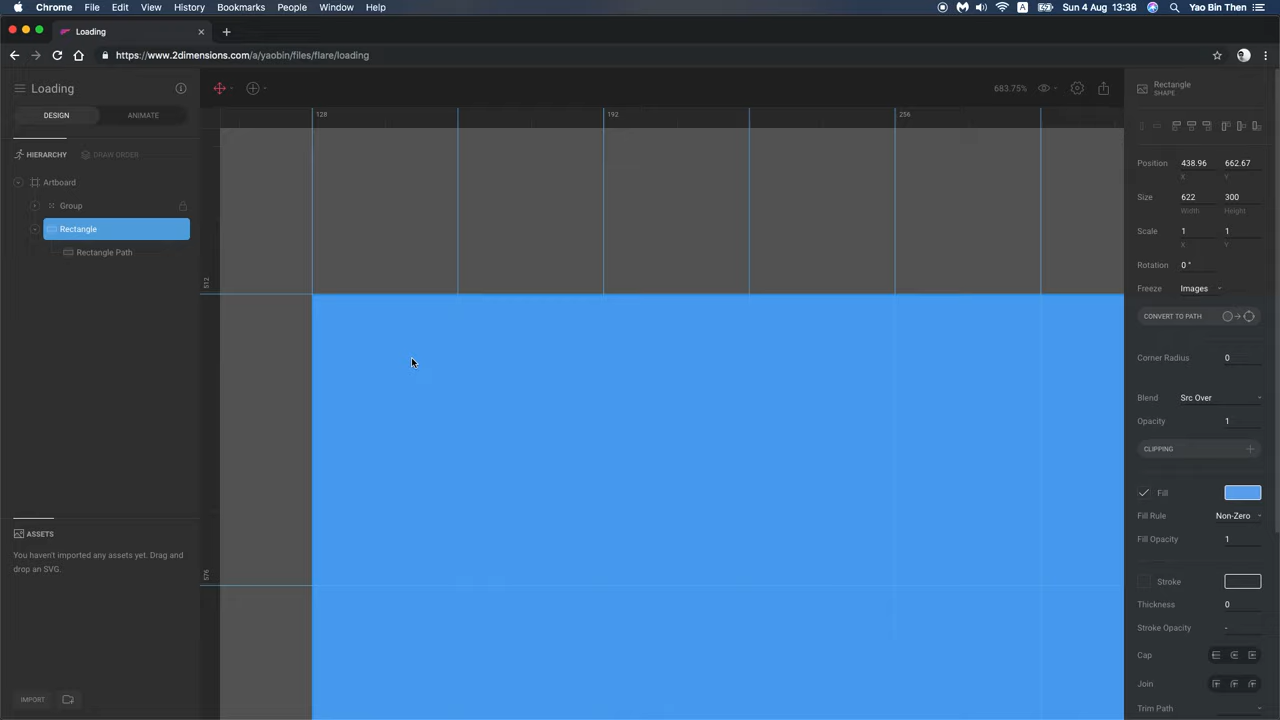 Chrome File Edit View History Bookmarks People Window Help A Sun 4 Aug 13:38 Yao Bin Then
Loading
https://www.2dimensions.com/a/yaobin/files/flare/loading
Loading
683.75%
Rectangle
SHAPE
DESIGN ANIMATE
128 192 256
HIERARCHY DRAW ORDER
Position 438.96 662.67
X Y
Artboard
Size 622 300
Width Height
Group
Rectangle
Scale 1 1
X Y
Rectangle Path
Rotation 0 °
512
Freeze Images
CONVERT TO PATH
Corner Radius 0
Blend Src Over
Opacity 1
CLIPPING
Fill
Fill Rule Non-Zero
ASSETS
Fill Opacity 1
You haven't imported any assets yet. Drag and
drop an SVG.
576
Stroke
Thickness 0
Stroke Opacity -
Cap
Join
IMPORT
Trim Path